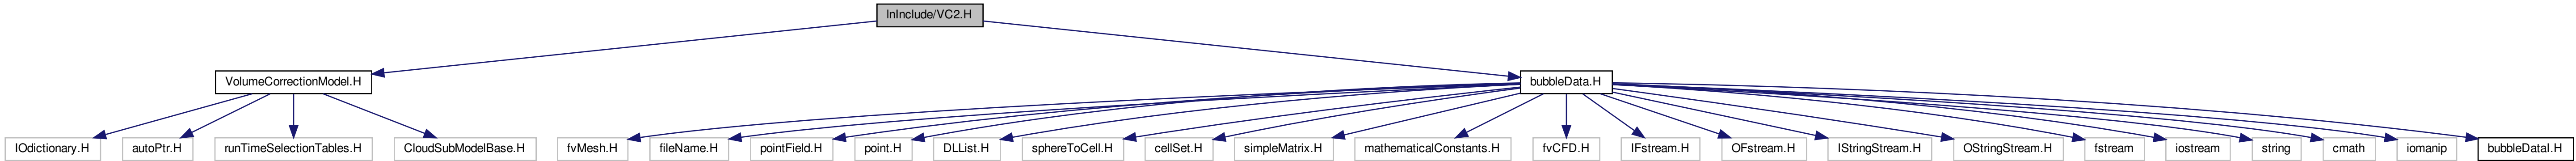 lnInclude/VC2.H
VolumeCorrectionModel.H
bubbleData.H
IOdictionary.H
autoPtr.H
runTimeSelectionTables.H
CloudSubModelBase.H
fvMesh.H
fileName.H
pointField.H
point.H
DLList.H
sphereToCell.H
cellSet.H
simpleMatrix.H
mathematicalConstants.H
fvCFD.H
IFstream.H
OFstream.H
IStringStream.H
OStringStream.H
fstream
iostream
string
cmath
iomanip
bubbleDataI.H